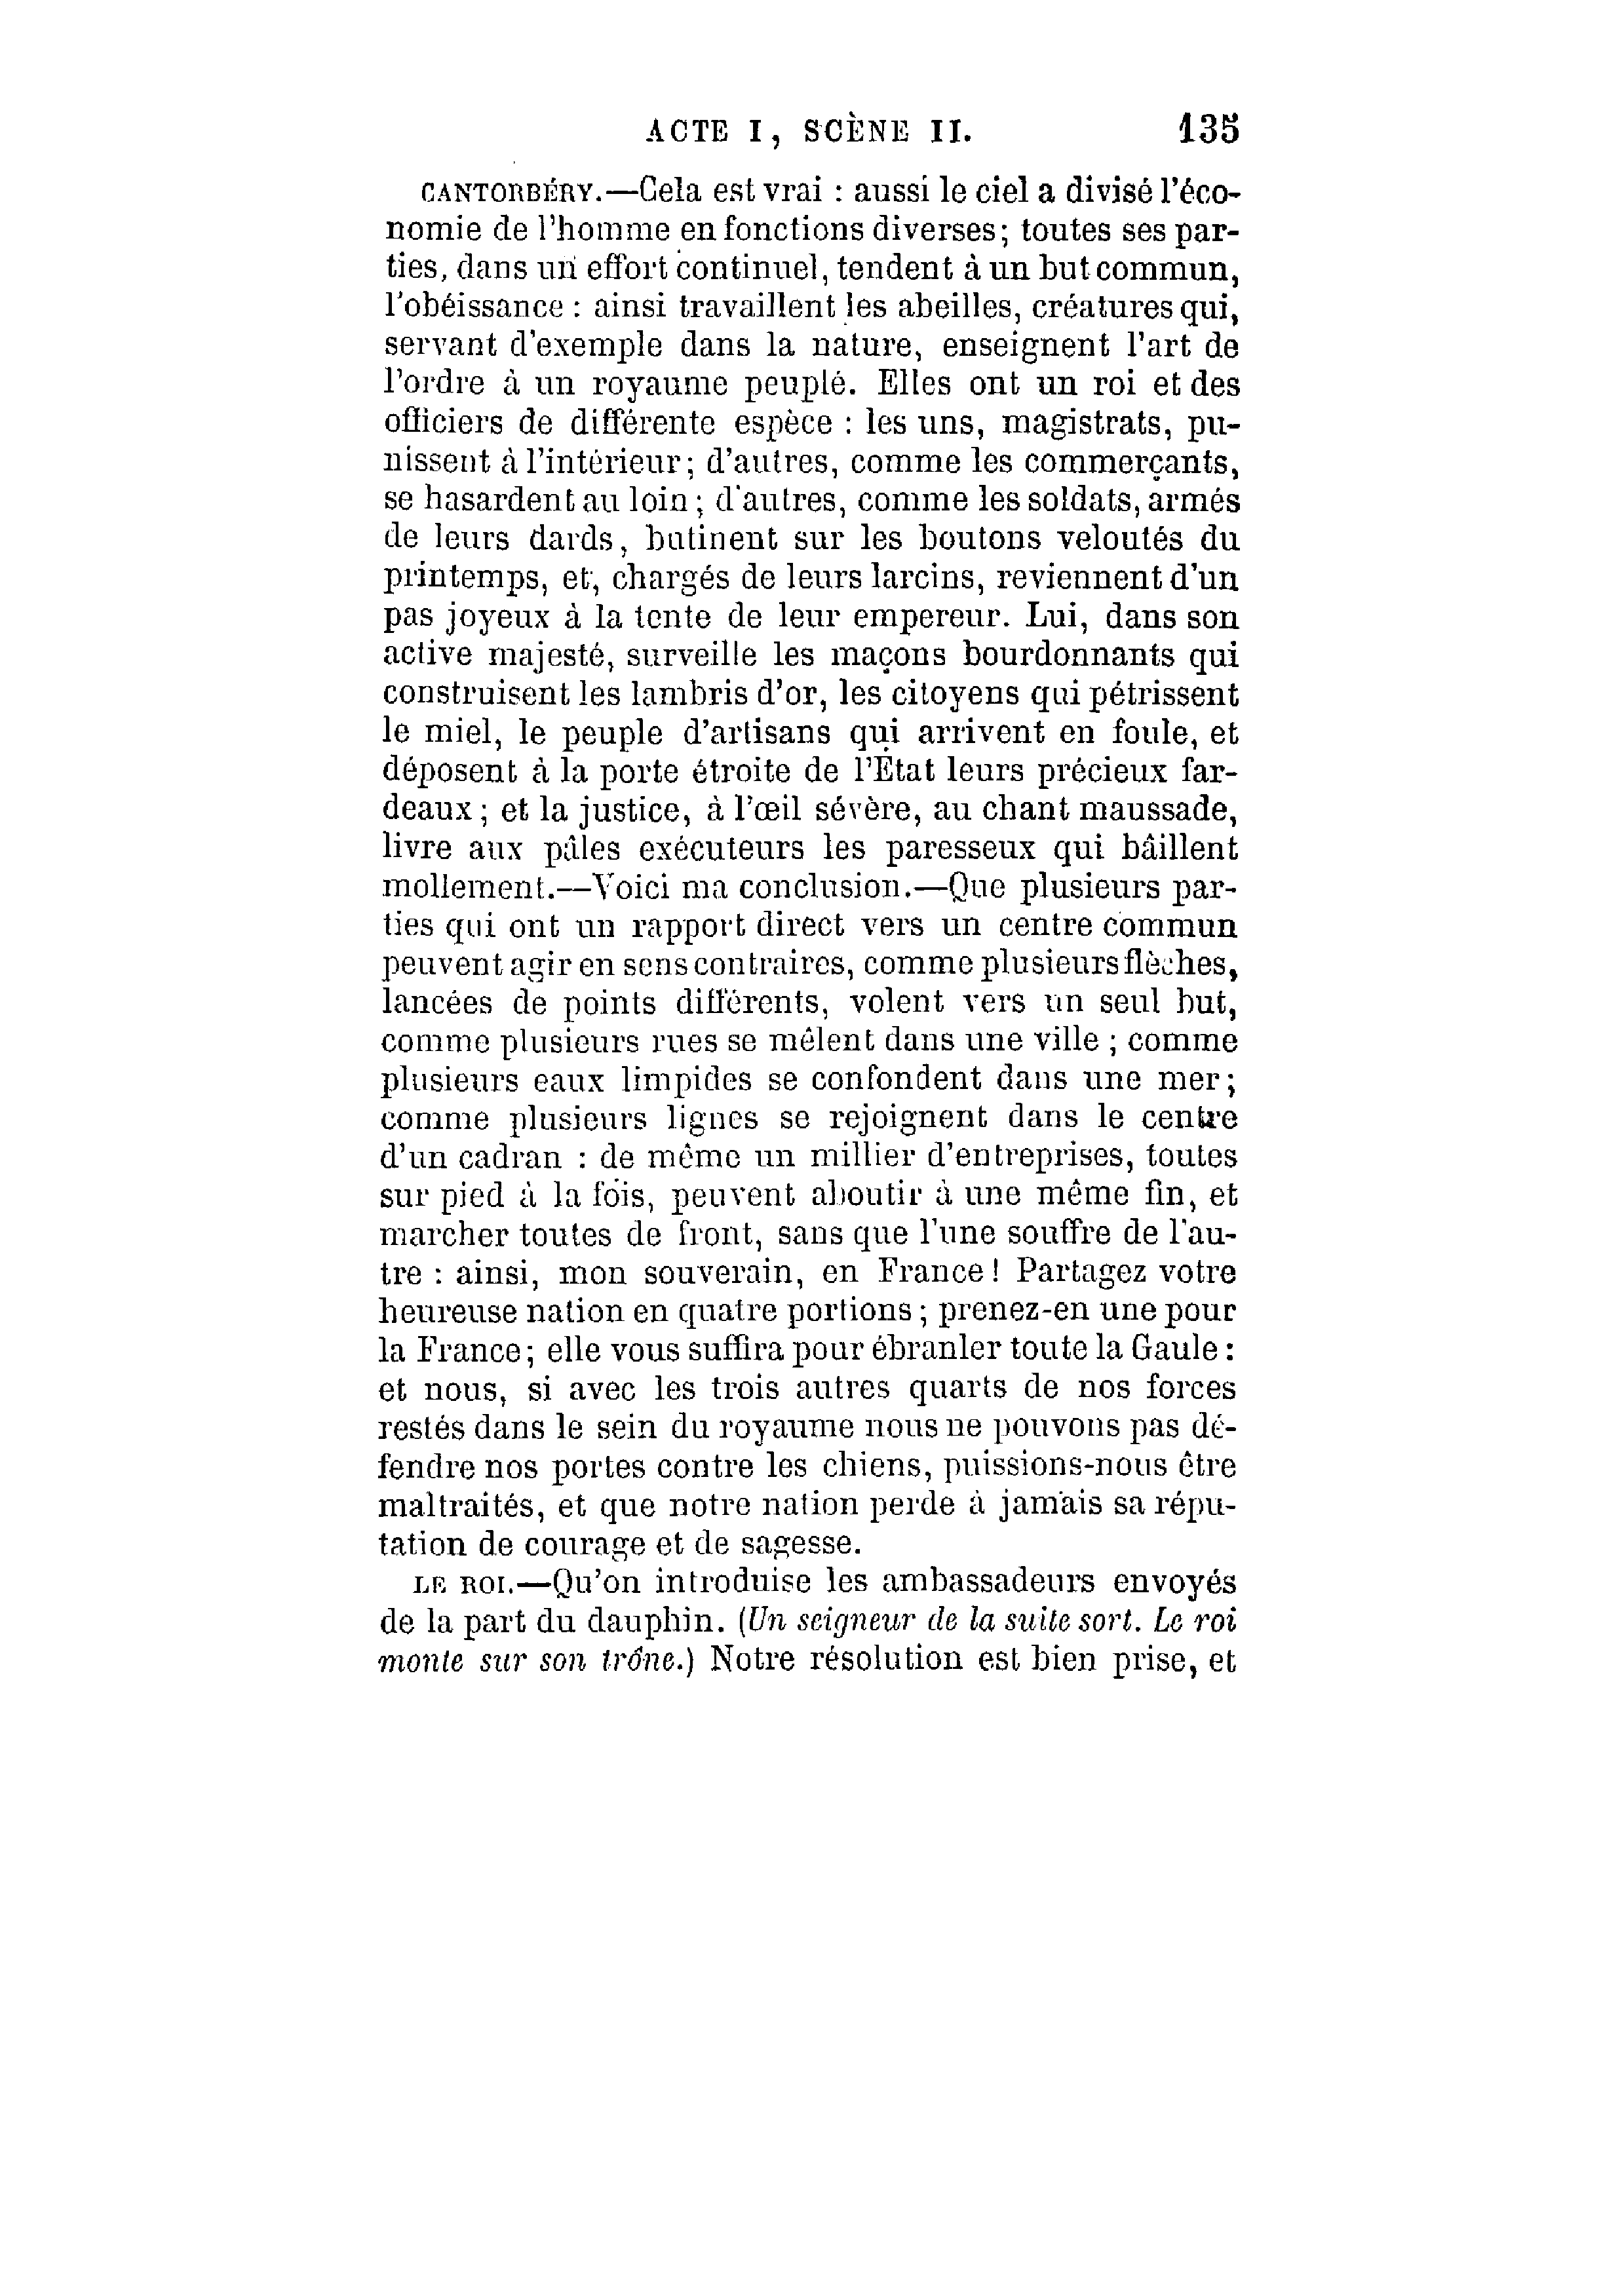 ACTE I, SCÈNE II. 135
CANTORBÉRY.—Cela est vrai : aussi le ciel a divisé l'éco-
nomie de l'homme en fonctions diverses; toutes ses par-
ties, dans un effort continuel, tendent à un but commun,
l'obéissance : ainsi travaillent les abeilles, créatures qui,
servant d'exemple dans la nature, enseignent l'art de
l'ordre à un royaume peuplé. Elles ont un roi et des
officiers de différente espèce : les uns, magistrats, pu-
nissent à l'intérieur; d'autres, comme les commerçants,
se hasardent au loin; d'autres, comme les soldats, armés
de leurs dards, butinent sur les boutons veloutés du
printemps, et, chargés de leurs larcins, reviennent d'un
pas joyeux à la tente de leur empereur. Lui, dans son
active majesté, surveille les maçons bourdonnants qui
construisent les lambris d'or, les citoyens qui pétrissent
le miel, le peuple d'artisans qui arrivent en foule, et
déposent à la porte étroite de l'État leurs précieux far-
deaux; et la justice, à l'œil sévère, au chant maussade,
livre aux pâles exécuteurs les paresseux qui bâillent
mollement.—Voici ma conclusion.—Que plusieurs par-
ties qui ont un rapport direct vers un centre commun
peuvent agir en sens contraires, comme plusieurs flèches,
lancées de points différents, volent vers un seul but,
comme plusieurs rues se mêlent dans une ville ; comme
plusieurs eaux limpides se confondent dans une mer;
comme plusieurs lignes se rejoignent dans le centre
d'un cadran : de même un millier d'entreprises, toutes
sur pied à la fois, peuvent aboutir à une même fin, et
marcher toutes de front, sans que l'une souffre de l'au-
tre : ainsi, mon souverain, en France! Partagez votre
heureuse nation en quatre portions; prenez-en une pour
la France; elle vous suffira pour ébranler toute la Gaule :
et nous, si avec les trois autres quarts de nos forces
restés dans le sein du royaume nous ne pouvons pas dé-
fendre nos portes contre les chiens, puissions-nous être
maltraités, et que notre nation perde à jamais sa répu-
tation de courage et de sagesse.
LE ROI.—Qu'on introduise les ambassadeurs envoyés
de la part du dauphin. (Un seigneur de la suite sort. Le roi
monte sur son trône.) Notre résolution est bien prise, et